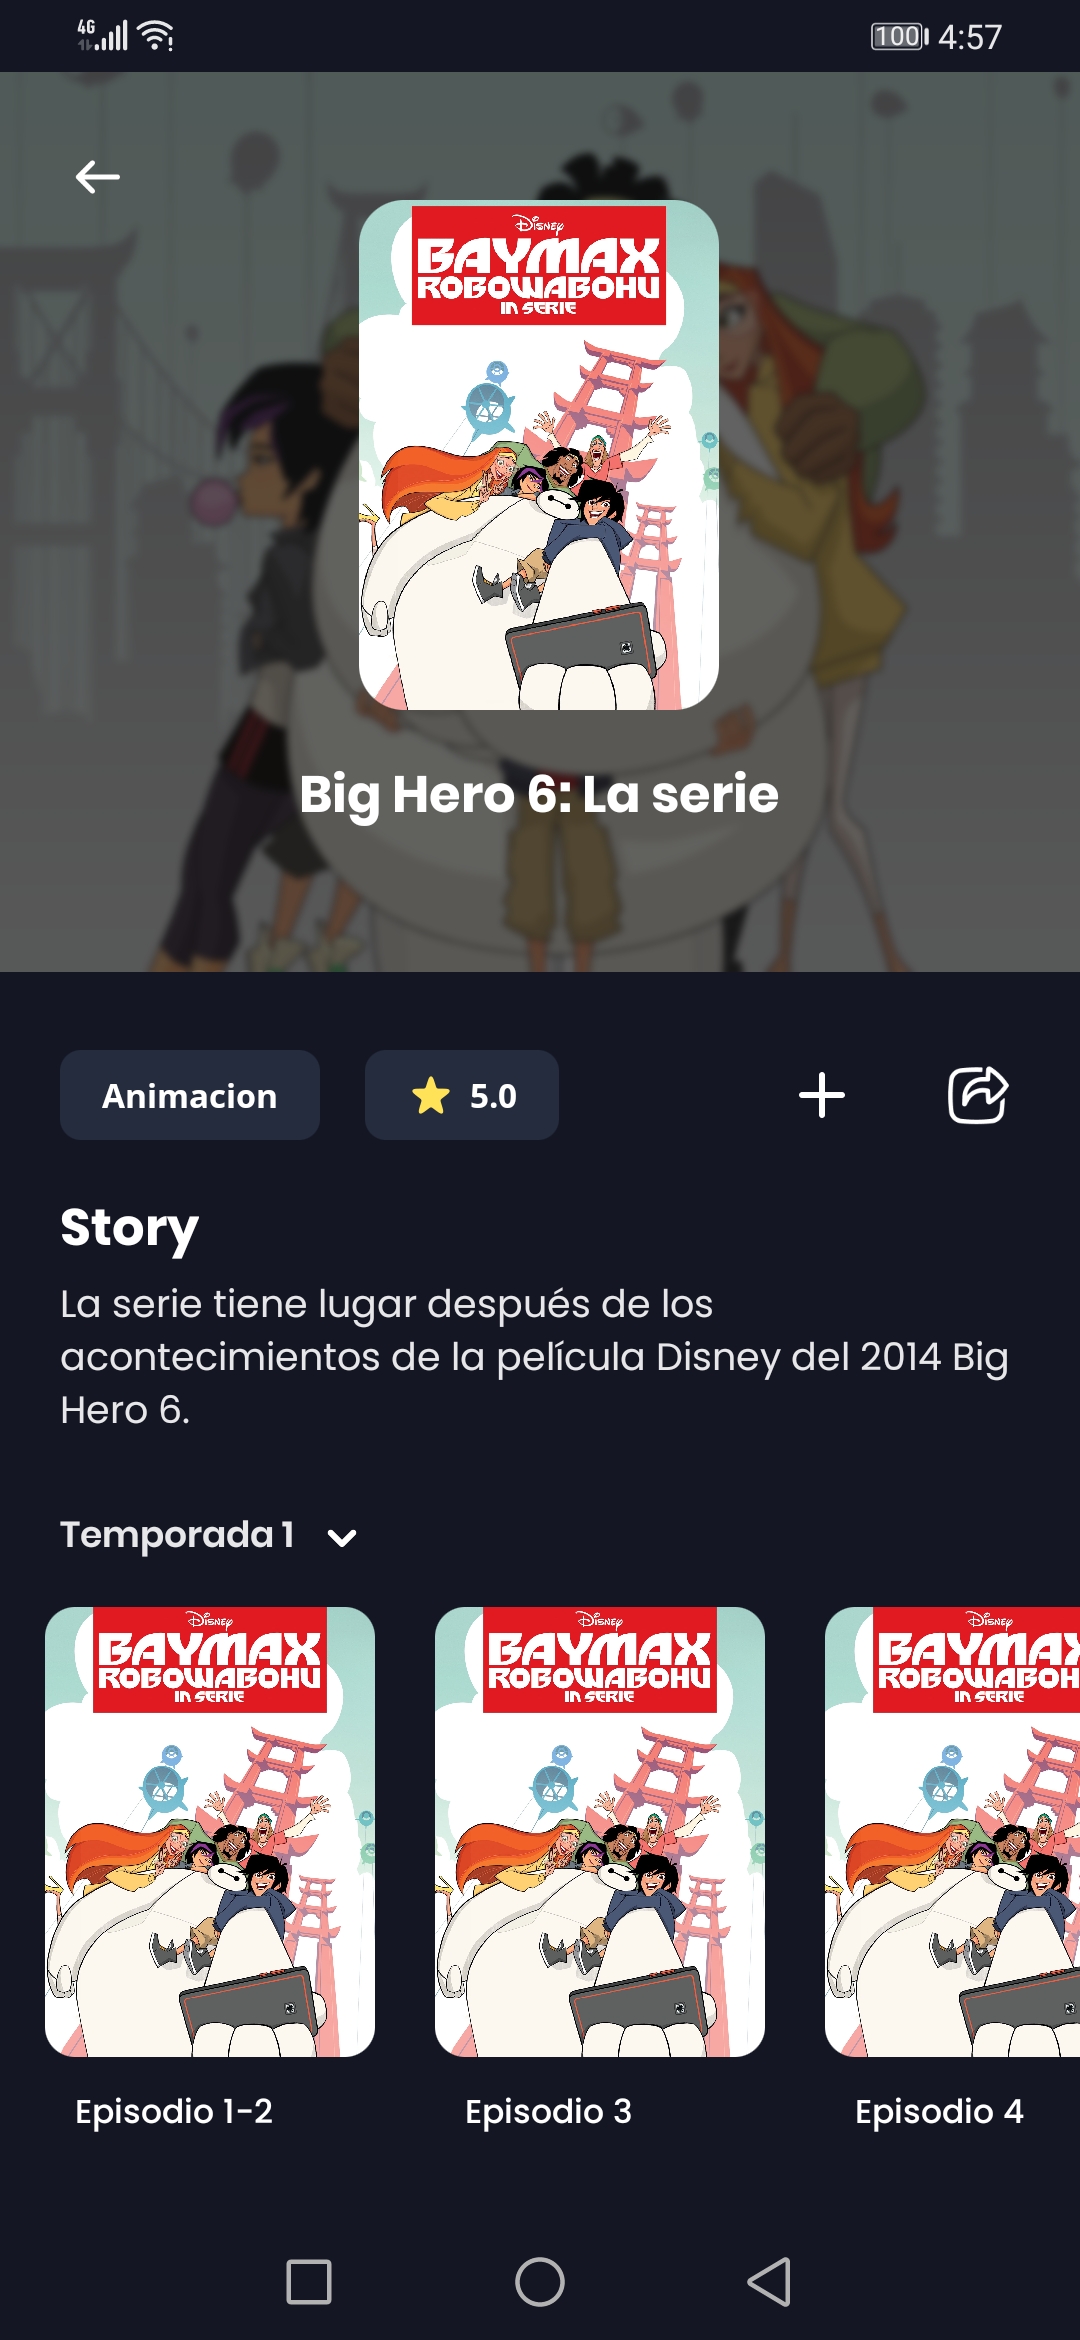 4G
100 4:57
Disney
BAYMAX
ROBOWABOHU
IN SERIE
Big Hero 6: La serie
Animacion
5.0
Story
La serie tiene lugar después de los
acontecimientos de la película Disney del 2014 Big
Hero 6.
Temporada 1
Disney
BAYMAX
ROBOWABOHU
IN SERIE
Disney
BAYMAX
ROBOWABOHU
IN SERIE
Disney
BAYMAX
ROBOWABOH
IN SERIE
Episodio 1-2
Episodio 3
Episodio 4